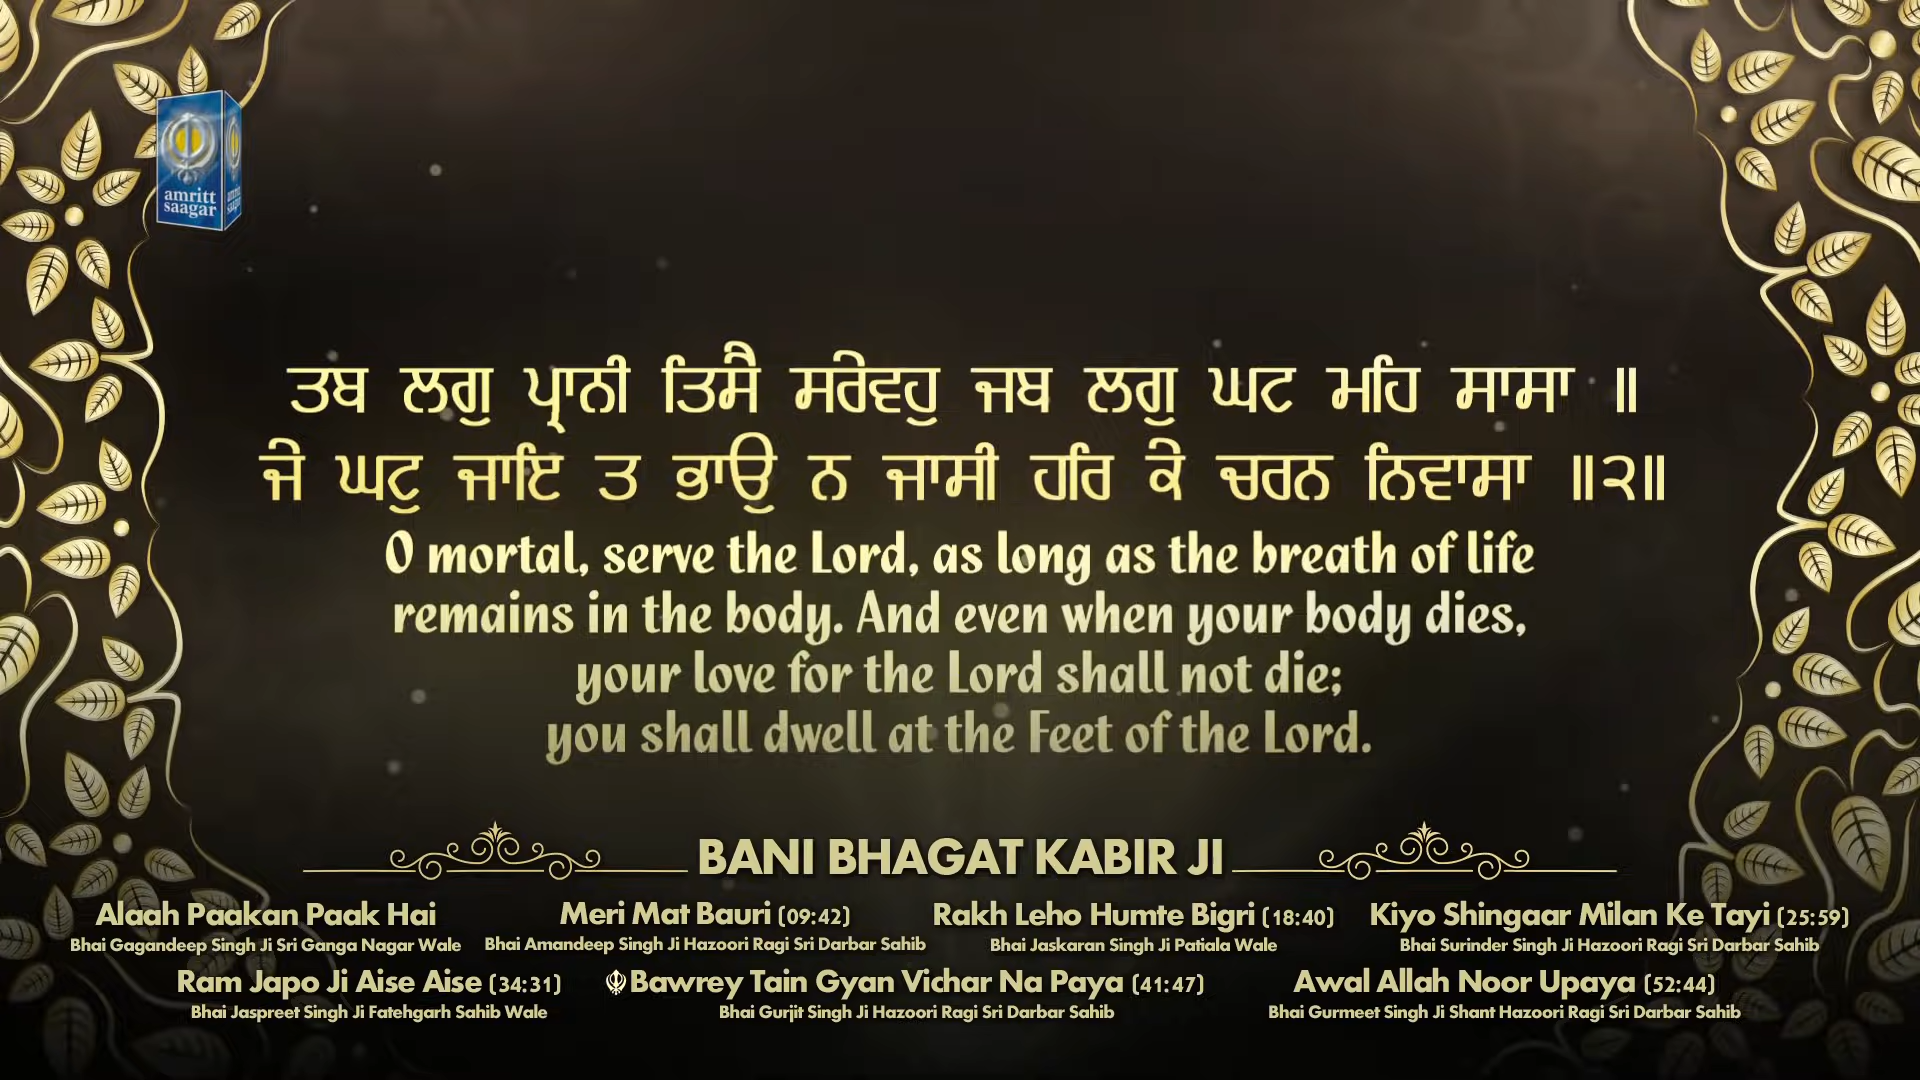 amritt
saagar
ਤਬ ਲਗੁ ਪ੍ਰਾਨੀ ਤਿਸੈ ਸਰੇਵਹੁ ਜਬ ਲਗੁ ਘਟ ਮਹਿ ਸਾਸਾ ॥
ਜੇ ਘਟੁ ਜਾਇ ਤ ਭਾਉ ਨ ਜਾਸੀ ਹਰਿ ਕੇ ਚਰਨ ਨਿਵਾਸਾ ॥੨॥
O mortal, serve the Lord, as long as the breath of life
remains in the body. And even when your body dies,
your love for the Lord shall not die;
you shall dwell at the Feet of the Lord.
BANI BHAGAT KABIR JI
Alaah Paakan Paak Hai Meri Mat Bauri (09:42) Rakh Leho Humte Bigri (18:40) Kiyo Shingaar Milan Ke Tayi (25:59)
Bhai Gagandeep Singh Ji Sri Ganga Nagar Wale Bhai Amandeep Singh Ji Hazoori Ragi Sri Darbar Sahib Bhai Jaskaran Singh Ji Patiala Wale Bhai Surinder Singh Ji Hazoori Ragi Sri Darbar Sahib
Ram Japo Ji Aise Aise (34:31) Bawrey Tain Gyan Vichar Na Paya (41:47) Awal Allah Noor Upaya (52:44)
Bhai Jaspreet Singh Ji Fatehgarh Sahib Wale Bhai Gurjit Singh Ji Hazoori Ragi Sri Darbar Sahib Bhai Gurmeet Singh Ji Shant Hazoori Ragi Sri Darbar Sahib